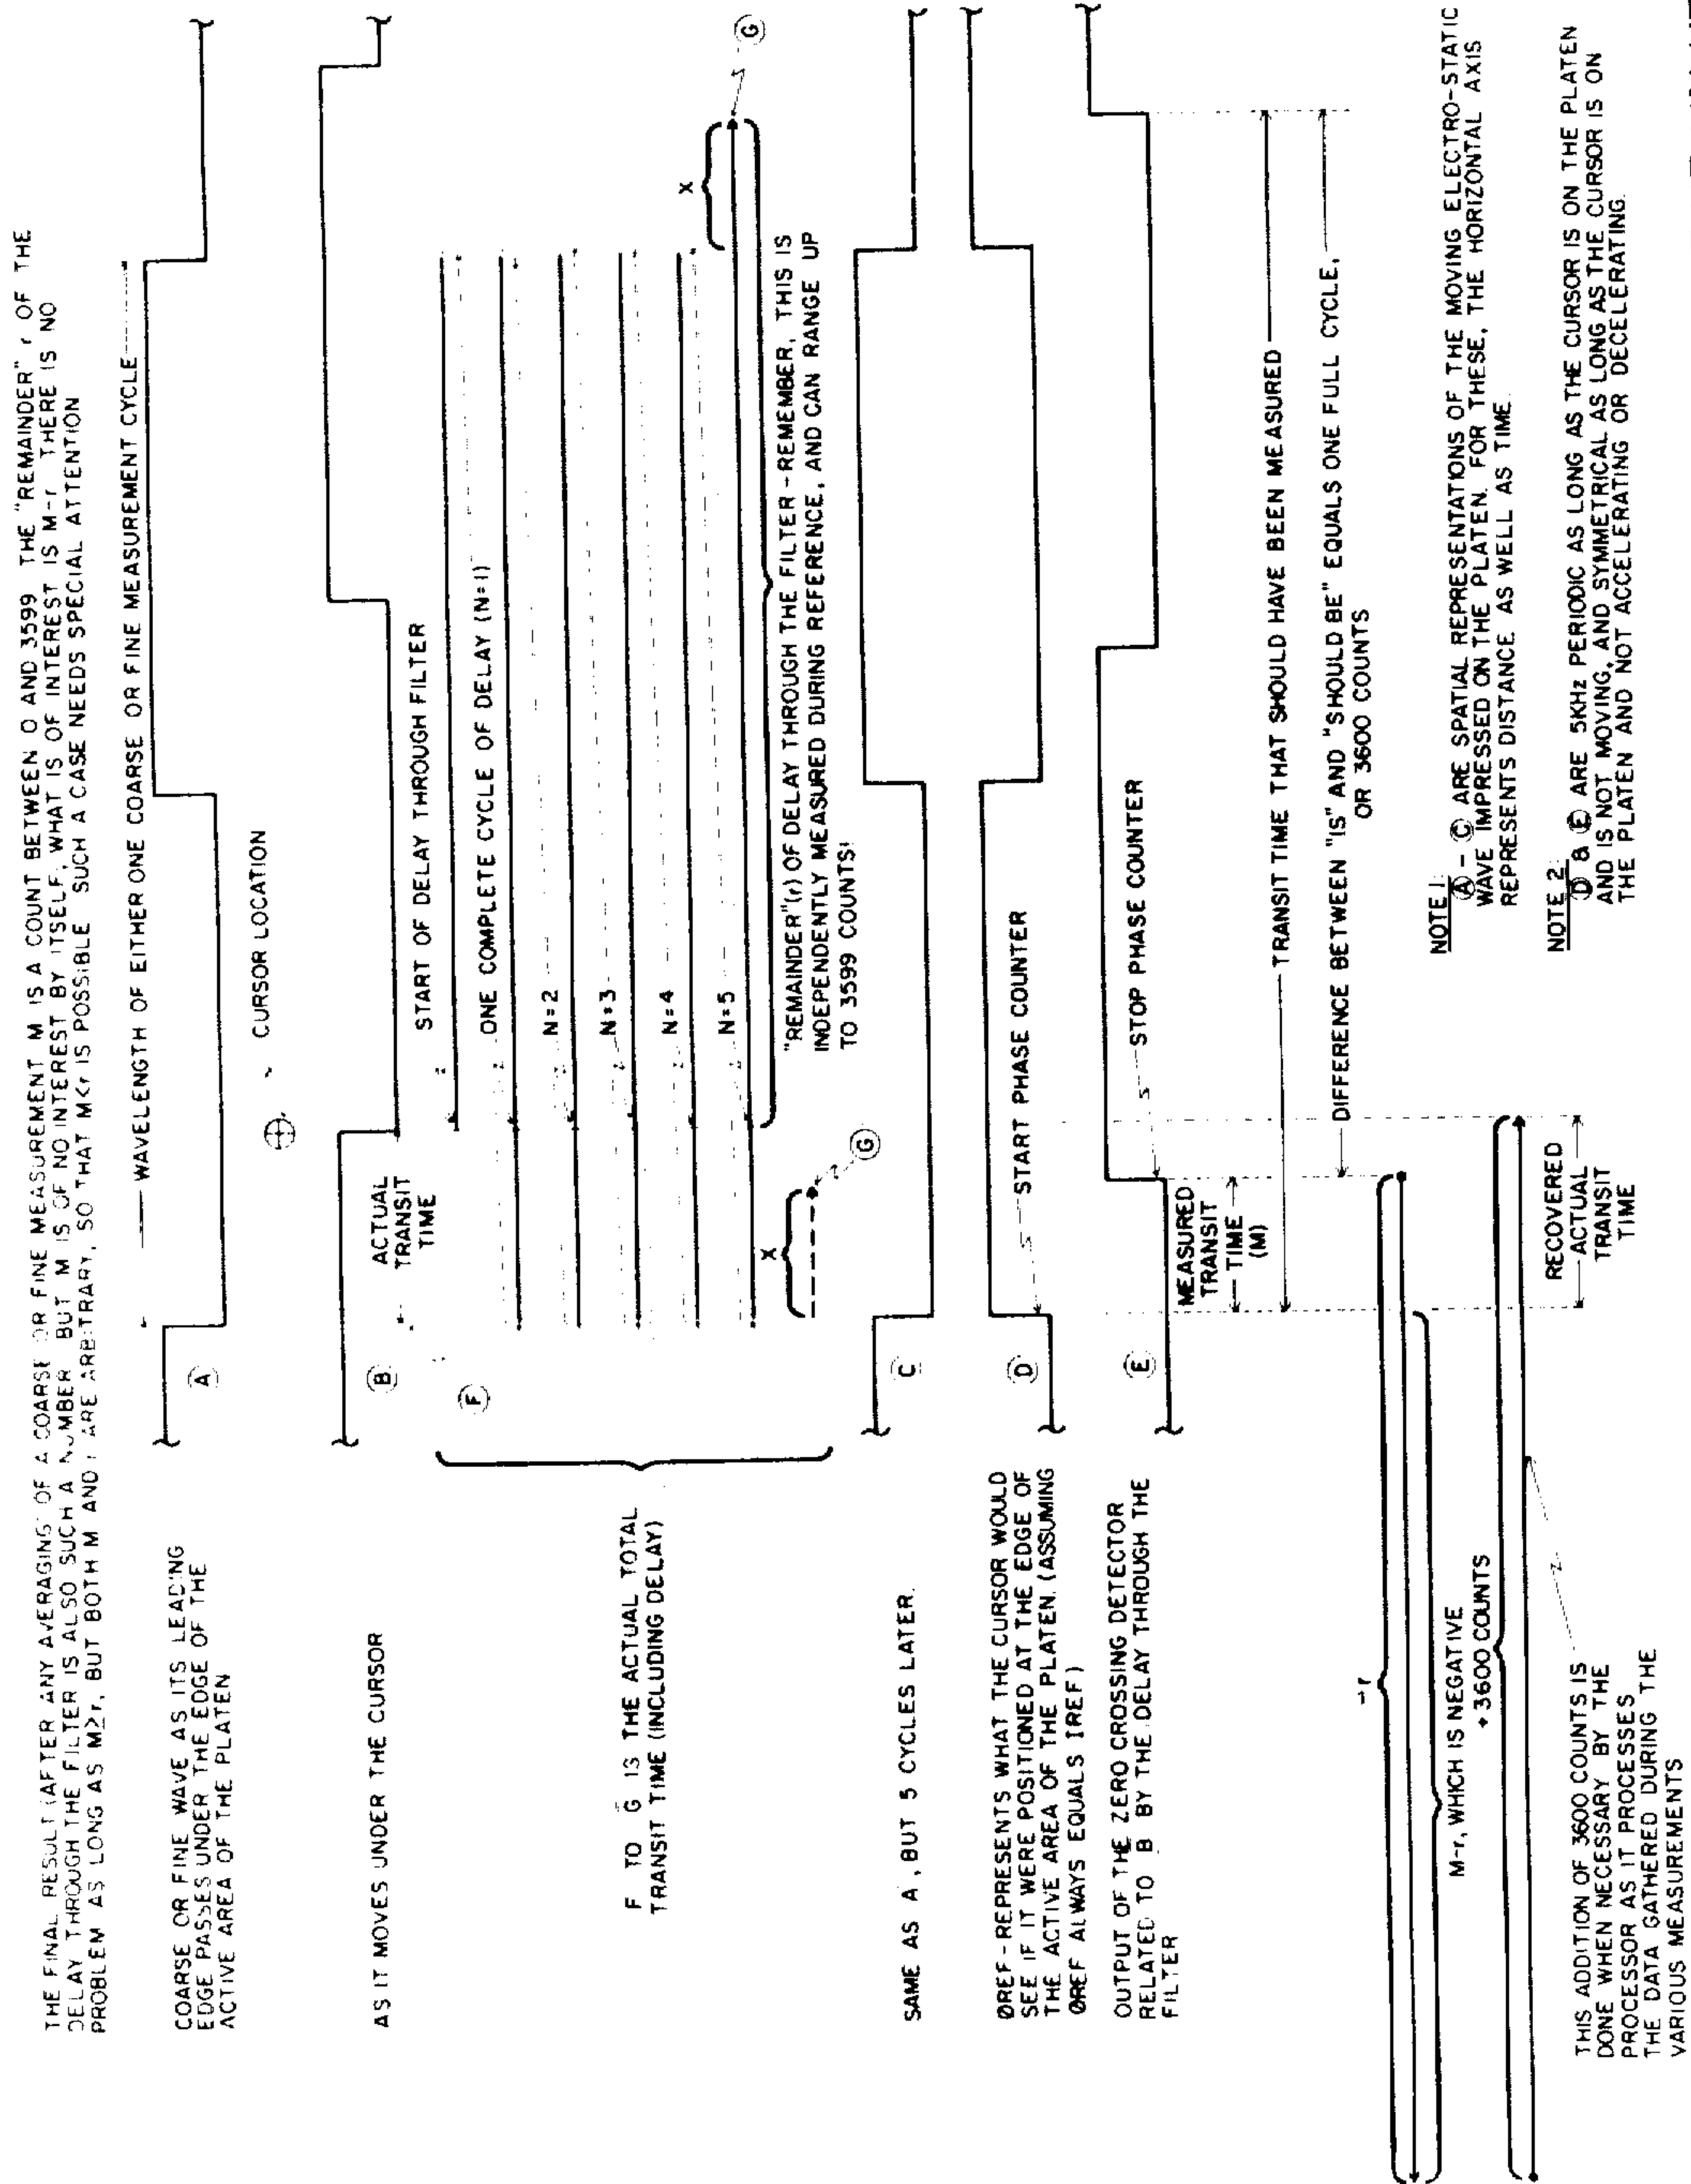 THE FINAL RESULT (AFTER ANY AVERAGING) OF A COARSE OR FINE MEASUREMENT M IS A COUNT BETWEEN 0 AND 3599 THE "REMAINDER" r OF THE
DELAY THROUGH THE FILTER IS ALSO SUCH A NUMBER BUT M IS OF NO INTEREST BY ITSELF, WHAT IS OF INTEREST IS M-r THERE IS NO
PROBLEM AS LONG AS M≥r, BUT BOTH M AND r ARE ARBITRARY, SO THAT M<r IS POSSIBLE SUCH A CASE NEEDS SPECIAL ATTENTION
WAVELENGTH OF EITHER ONE COARSE OR FINE MEASUREMENT CYCLE
COARSE OR FINE WAVE AS ITS LEADING
EDGE PASSES UNDER THE EDGE OF THE
ACTIVE AREA OF THE PLATEN
A
CURSOR LOCATION
AS IT MOVES UNDER THE CURSOR
B
ACTUAL
TRANSIT
TIME
START OF DELAY THROUGH FILTER
F
ONE COMPLETE CYCLE OF DELAY (N=1)
N=2
N=3
N=4
N=5
F TO G IS THE ACTUAL TOTAL
TRANSIT TIME (INCLUDING DELAY)
X
X
G
G
"REMAINDER"(r) OF DELAY THROUGH THE FILTER - REMEMBER, THIS IS
INDEPENDENTLY MEASURED DURING REFERENCE, AND CAN RANGE UP
TO 3599 COUNTS!
SAME AS A, BUT 5 CYCLES LATER.
C
ØREF - REPRESENTS WHAT THE CURSOR WOULD
SEE IF IT WERE POSITIONED AT THE EDGE OF
THE ACTIVE AREA OF THE PLATEN. (ASSUMING
ØREF ALWAYS EQUALS IREF)
D
START PHASE COUNTER
OUTPUT OF THE ZERO CROSSING DETECTOR
RELATED TO B BY THE DELAY THROUGH THE
FILTER
E
STOP PHASE COUNTER
MEASURED
TRANSIT
TIME
(M)
TRANSIT TIME THAT SHOULD HAVE BEEN MEASURED
DIFFERENCE BETWEEN "IS" AND "SHOULD BE" EQUALS ONE FULL CYCLE,
OR 3600 COUNTS
-r
M-r, WHICH IS NEGATIVE
+3600 COUNTS
RECOVERED
ACTUAL
TRANSIT
TIME
THIS ADDITION OF 3600 COUNTS IS
DONE WHEN NECESSARY BY THE
PROCESSOR AS IT PROCESSES
THE DATA GATHERED DURING THE
VARIOUS MEASUREMENTS
NOTE 1:
A - C ARE SPATIAL REPRESENTATIONS OF THE MOVING ELECTRO-STATIC
WAVE IMPRESSED ON THE PLATEN. FOR THESE, THE HORIZONTAL AXIS
REPRESENTS DISTANCE AS WELL AS TIME.
NOTE 2:
D & E ARE 5KHz PERIODIC AS LONG AS THE CURSOR IS ON THE PLATEN
AND IS NOT MOVING, AND SYMMETRICAL AS LONG AS THE CURSOR IS ON
THE PLATEN AND NOT ACCELERATING OR DECELERATING.